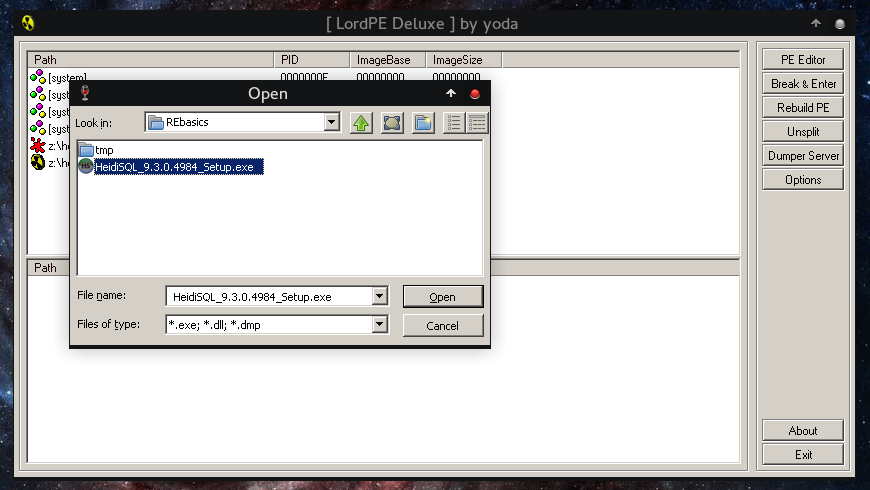 [ LordPE Deluxe ] by yoda
Path PID ImageBase ImageSize
[system] 0000000E 00000000 00000000
[syst
[syst
[syst
z:\he
z:\he
Path
PE Editor
Break & Enter
Rebuild PE
Unsplit
Dumper Server
Options
About
Exit
Open
Look in: REbasics
tmp
HeidiSQL_9.3.0.4984_Setup.exe
File name: HeidiSQL_9.3.0.4984_Setup.exe Open
Files of type: *.exe; *.dll; *.dmp Cancel